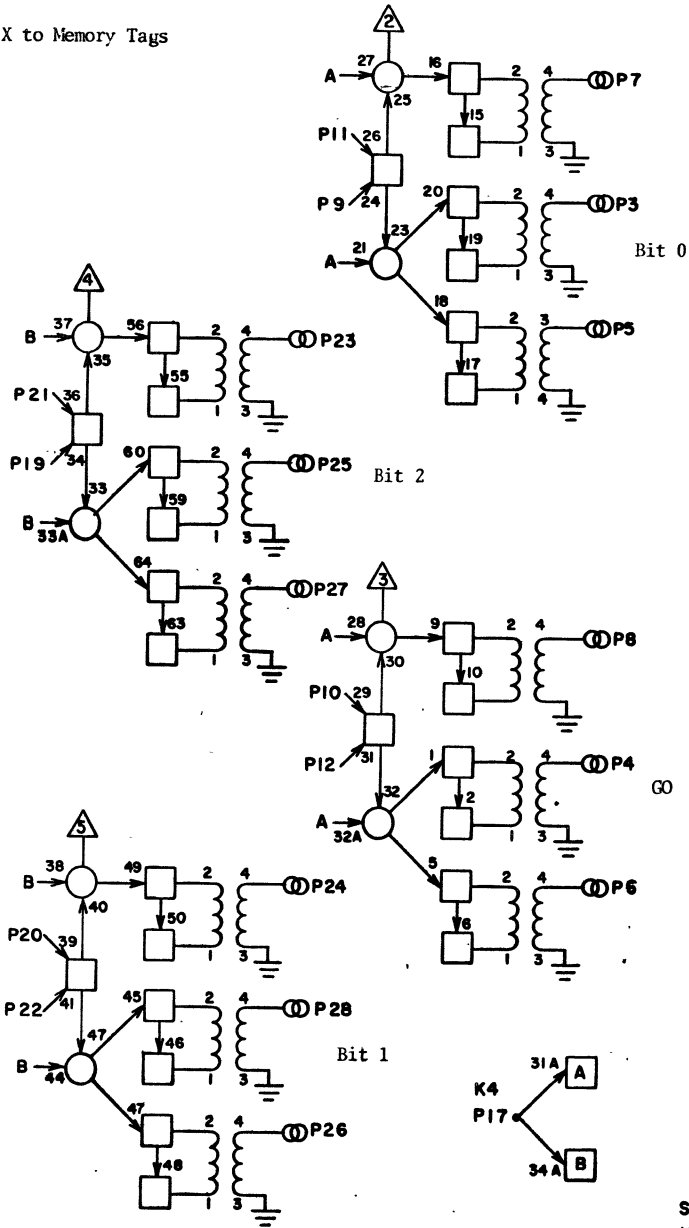 X to Memory Tags
2
27
A
16
2
4
P7
25
15
P11
26
1
3
P9
24
20
2
4
P3
23
19
A
21
1
3
Bit 0
18
2
3
P5
17
1
4
4
37
B
56
2
4
P23
35
55
P21
36
1
3
P19
34
60
2
4
P25
33
59
Bit 2
B
33A
1
3
64
2
4
P27
63
1
3
3
28
A
9
2
4
P8
30
10
P10
29
1
3
P12
31
1
2
4
P4
32
2
GO
A
32A
1
3
5
2
4
P6
6
1
3
5
38
B
49
2
4
P24
40
50
P20
39
1
3
P22
41
45
2
4
P28
47
46
Bit 1
B
44
1
3
47
2
4
P26
48
1
3
31A
A
K4
P17
34A
B
S